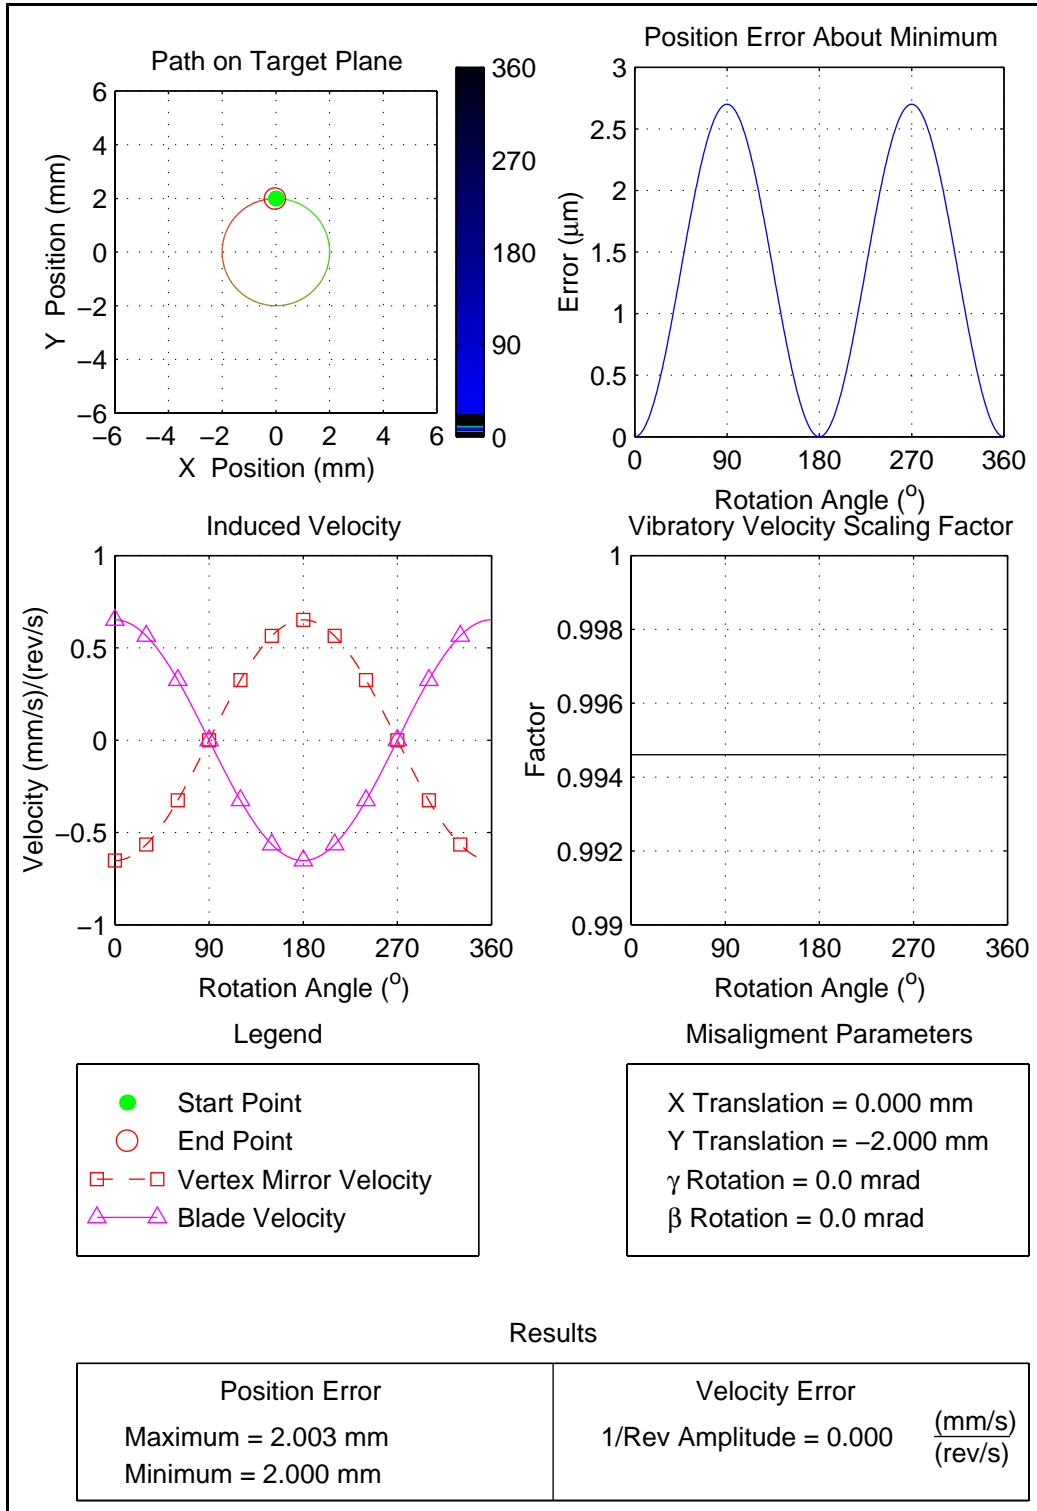 Path on Target Plane
6
4
2
0
−2
−4
−6
−6 −4 −2 0 2 4 6
X Position (mm)
Y Position (mm)
360
270
180
90
0
Position Error About Minimum
3
2.5
2
1.5
1
0.5
0
0 90 180 270 360
Rotation Angle (o)
Error (μm)
Induced Velocity
1
0.5
0
−0.5
−1
0 90 180 270 360
Rotation Angle (o)
Velocity (mm/s)/(rev/s)
Vibratory Velocity Scaling Factor
1
0.998
0.996
0.994
0.992
0.99
0 90 180 270 360
Rotation Angle (o)
Factor
Legend
Start Point
End Point
Vertex Mirror Velocity
Blade Velocity
Misaligment Parameters
X Translation = 0.000 mm
Y Translation = −2.000 mm
γ Rotation = 0.0 mrad
β Rotation = 0.0 mrad
Results
Position Error
Maximum = 2.003 mm
Minimum = 2.000 mm
Velocity Error
1/Rev Amplitude = 0.000 (mm/s)
(rev/s)